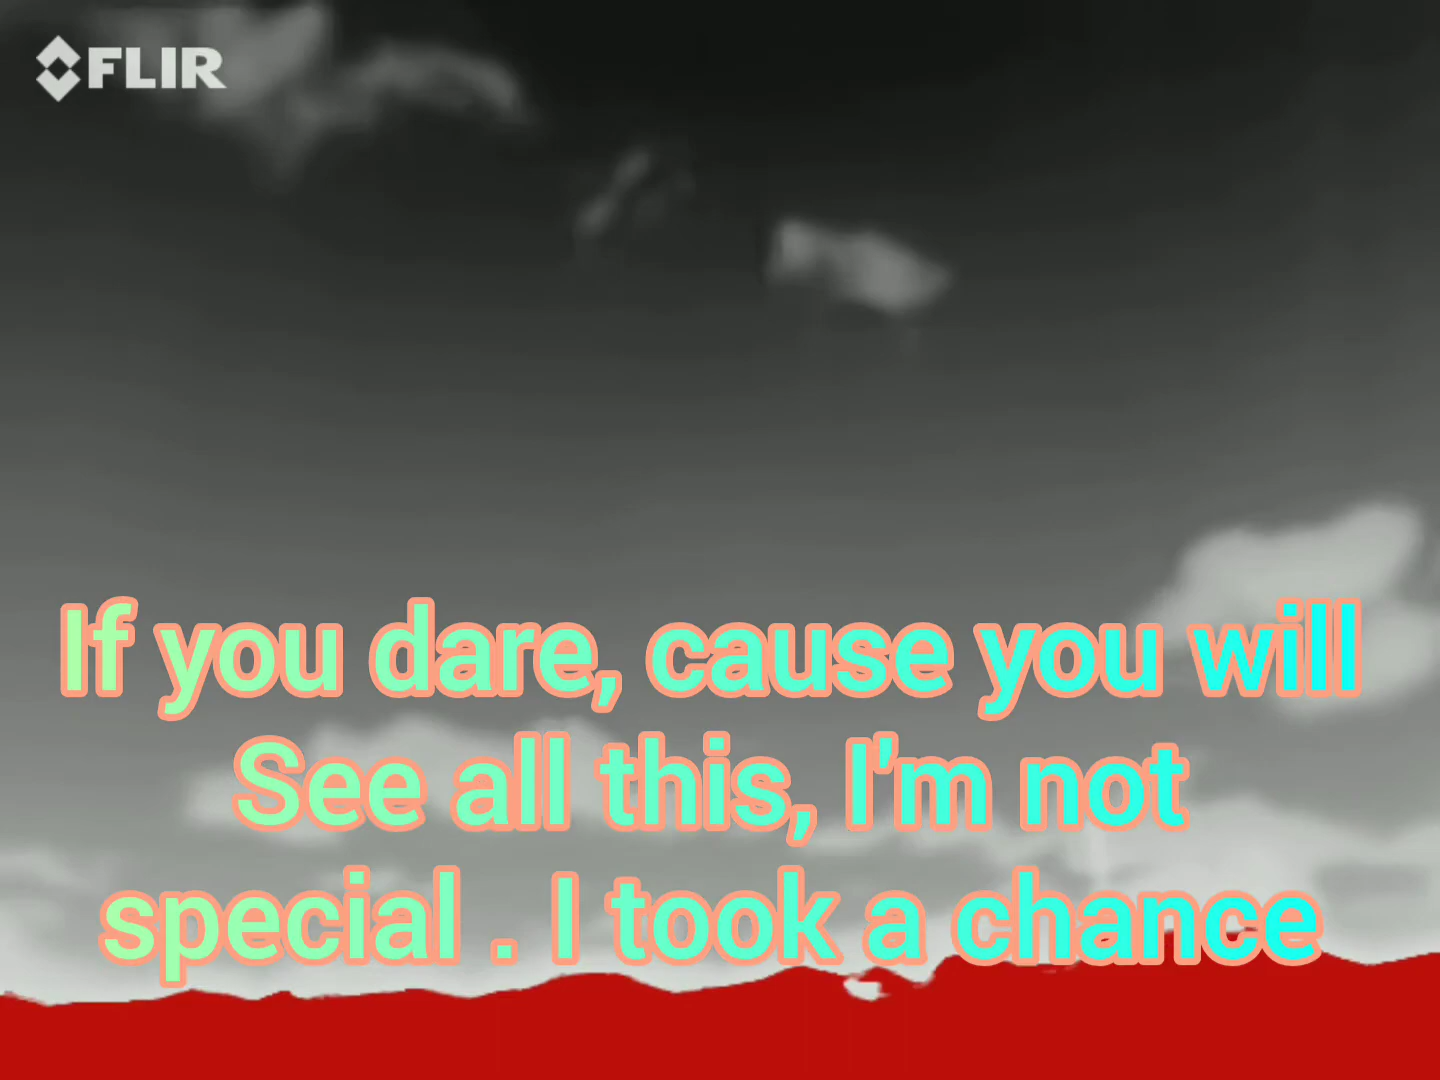 FLIR
If you dare, cause you will
See all this, I'm not
special . I took a chance